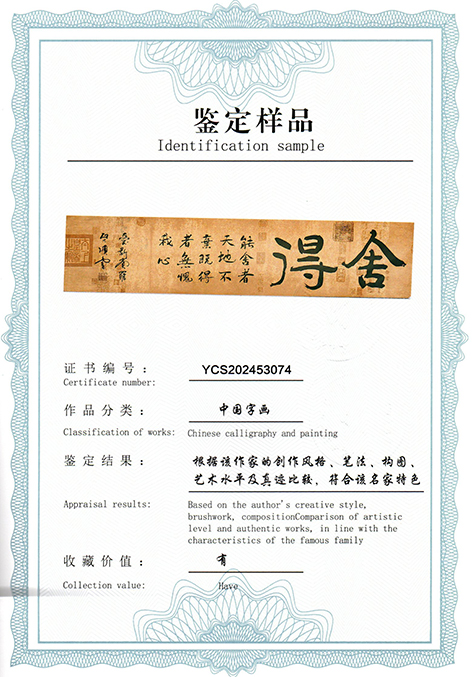 鉴定样品
Identification sample
舍得
能舍者
天地不
棄既得
者無愧
我心
证书编号： YCS202453074
Certificate number:
作品分类： 中国字画
Classification of works: Chinese calligraphy and painting
鉴定结果： 根据该作家的创作风格、笔法、构图、
艺术水平及真迹比较，符合该名家特色
Appraisal results: Based on the author's creative style,
brushwork, compositionComparison of artistic
level and authentic works, in line with the
characteristics of the famous family
收藏价值： 有
Collection value: Have